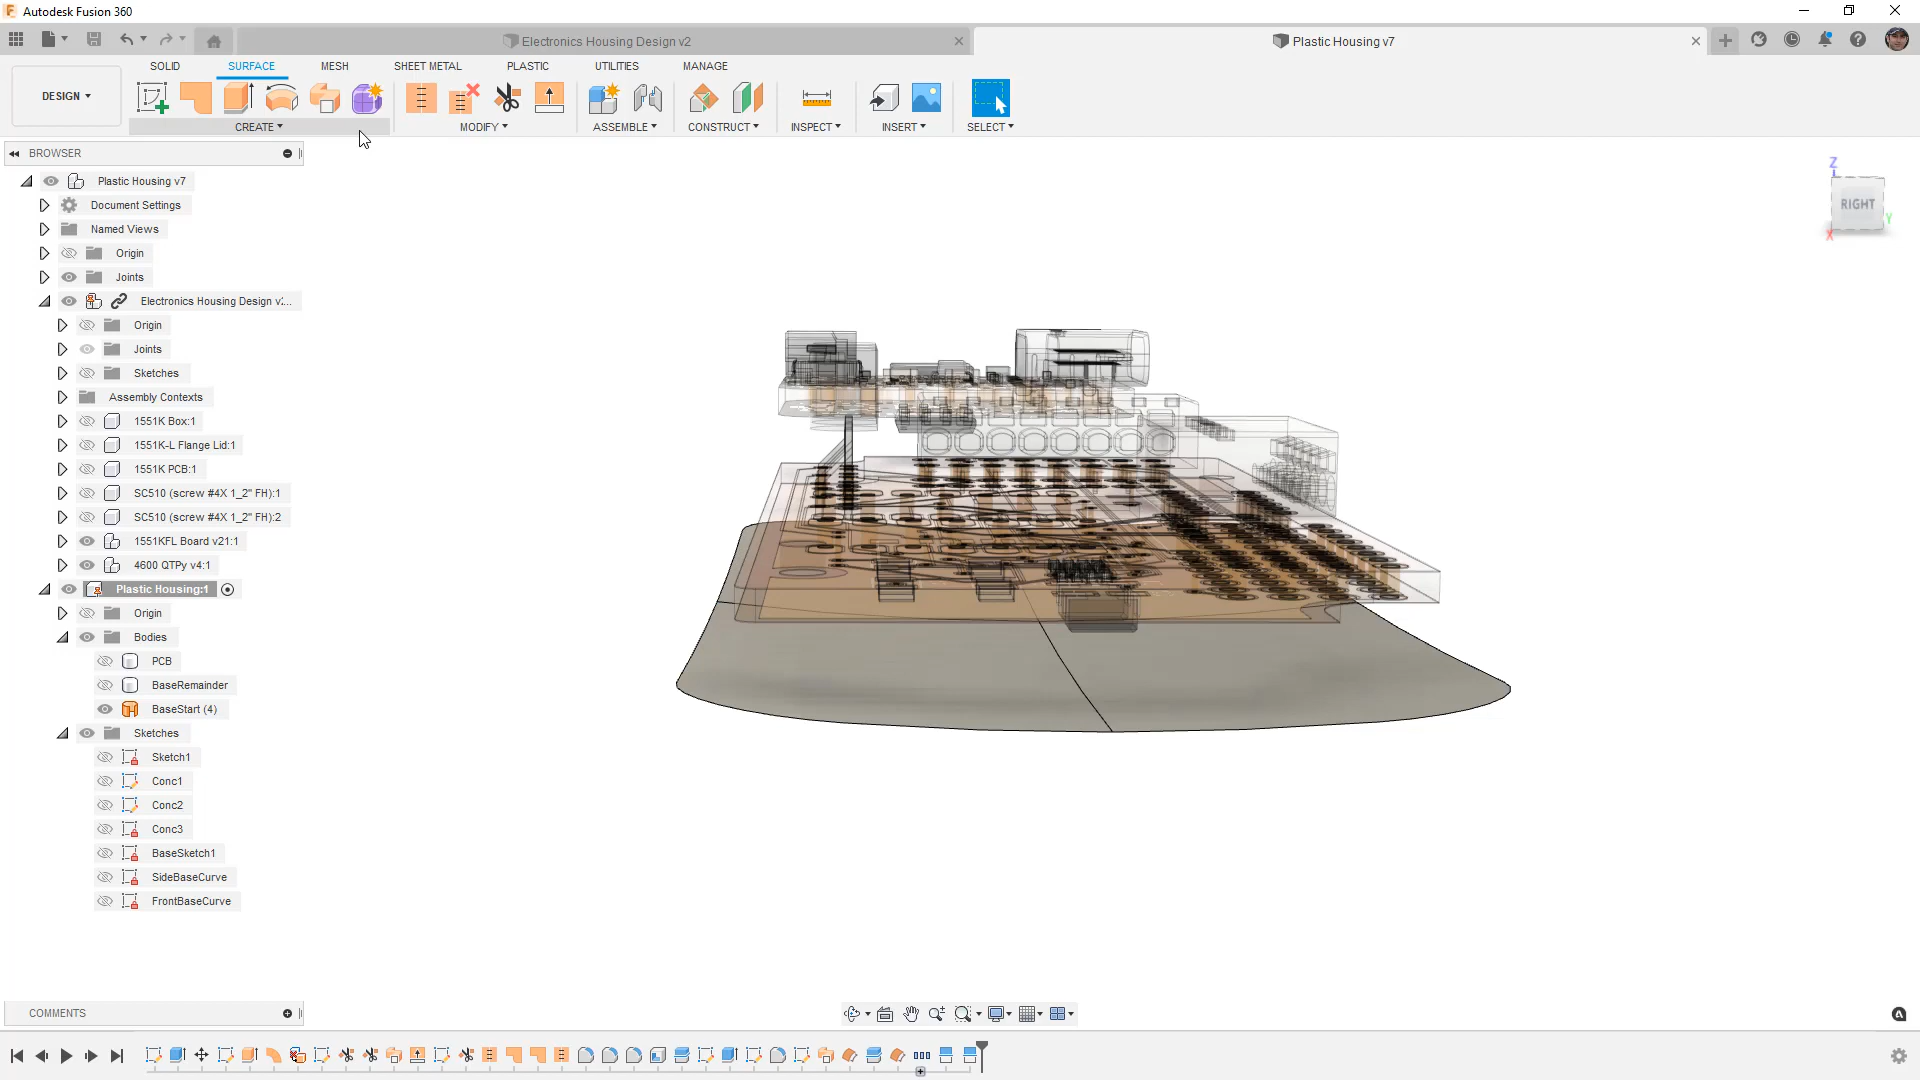 Autodesk Fusion 360
Electronics Housing Design v2
Plastic Housing v7
DESIGN
SOLID
SURFACE
MESH
SHEET METAL
PLASTIC
UTILITIES
MANAGE
CREATE
MODIFY
ASSEMBLE
CONSTRUCT
INSPECT
INSERT
SELECT
BROWSER
Plastic Housing v7
Document Settings
Named Views
Origin
Joints
Electronics Housing Design v2...
Origin
Joints
Sketches
Assembly Contexts
1551K Box:1
1551K-L Flange Lid:1
1551K PCB:1
SC510 (screw #4X 1_2" FH):1
SC510 (screw #4X 1_2" FH):2
1551KFL Board v21:1
4600 QTPy v4:1
Plastic Housing:1
Origin
Bodies
PCB
BaseRemainder
BaseStart (4)
Sketches
Sketch1
Conc1
Conc2
Conc3
BaseSketch1
SideBaseCurve
FrontBaseCurve
Z
RIGHT
Y
X
COMMENTS